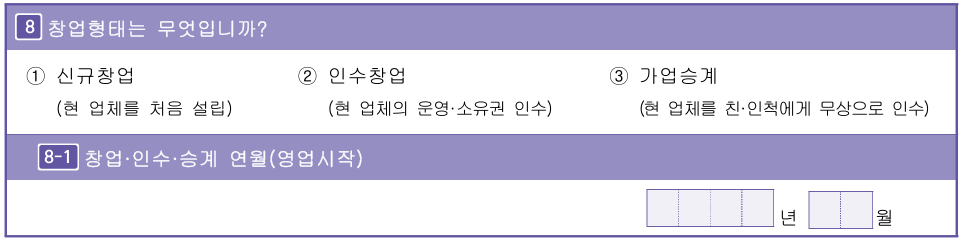 8 창업형태는 무엇입니까?
① 신규창업 ② 인수창업 ③ 가업승계
(현 업체를 처음 설립) (현 업체의 운영·소유권 인수) (현 업체를 친·인척에게 무상으로 인수)
8-1 창업·인수·승계 연월(영업시작)
년 월